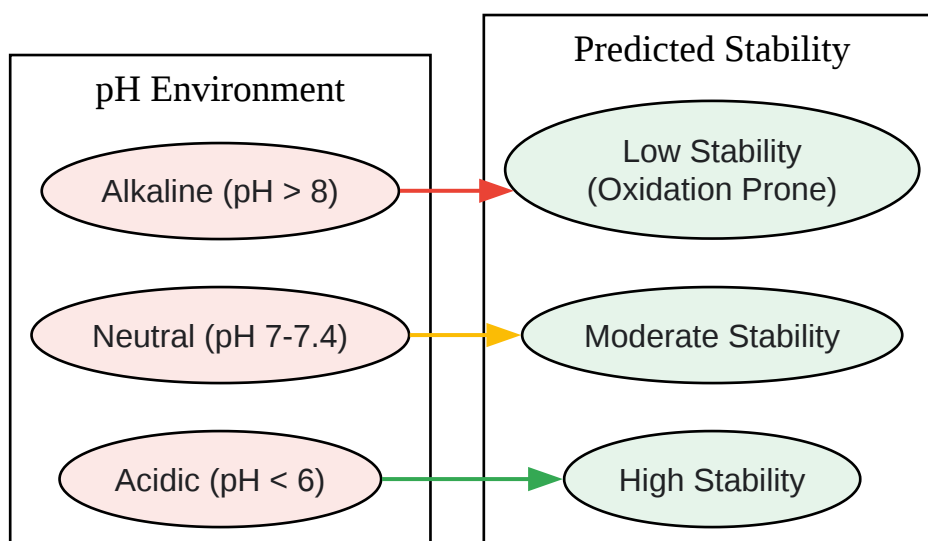 pH Environment
Alkaline (pH > 8)
Neutral (pH 7-7.4)
Acidic (pH < 6)
Predicted Stability
Low Stability
(Oxidation Prone)
Moderate Stability
High Stability